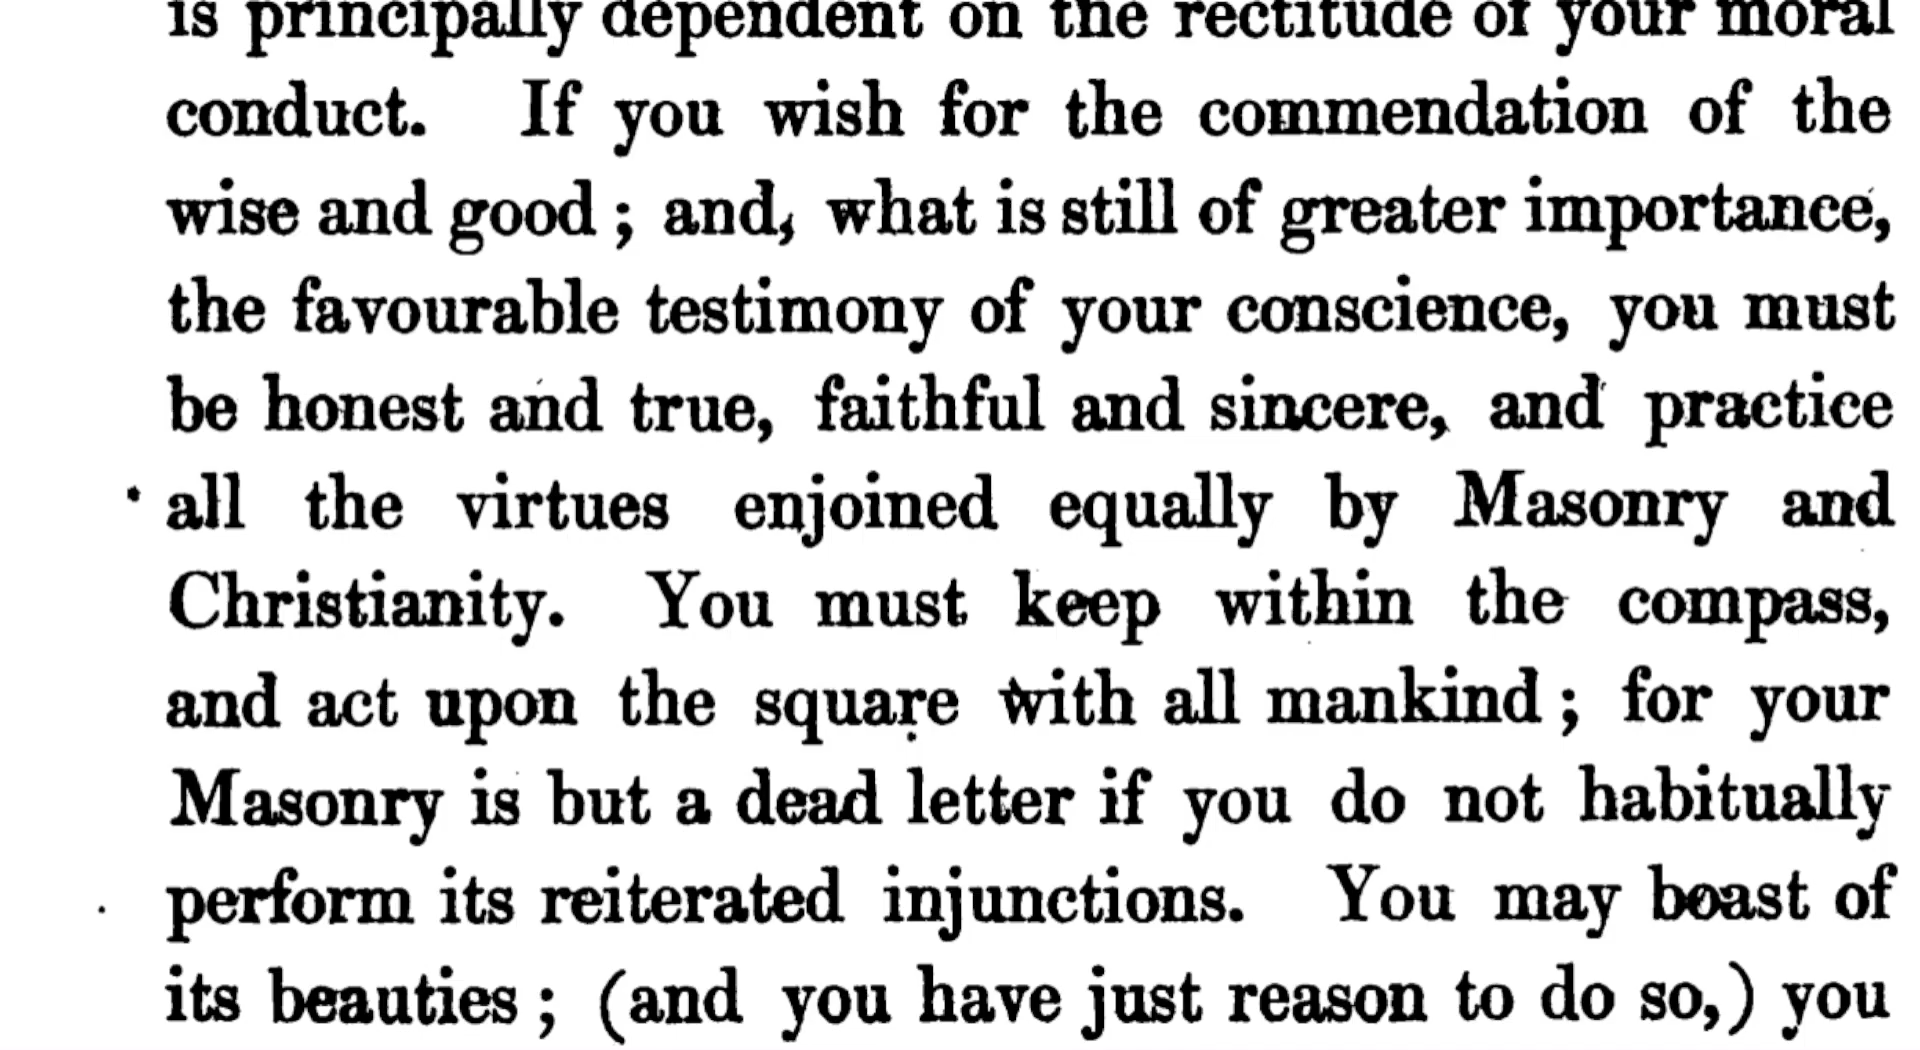 is principally dependent on the rectitude of your moral
conduct. If you wish for the commendation of the
wise and good ; and, what is still of greater importance,
the favourable testimony of your conscience, you must
be honest and true, faithful and sincere, and practice
all the virtues enjoined equally by Masonry and
Christianity. You must keep within the compass,
and act upon the square with all mankind ; for your
Masonry is but a dead letter if you do not habitually
perform its reiterated injunctions. You may boast of
its beauties ; (and you have just reason to do so,) you